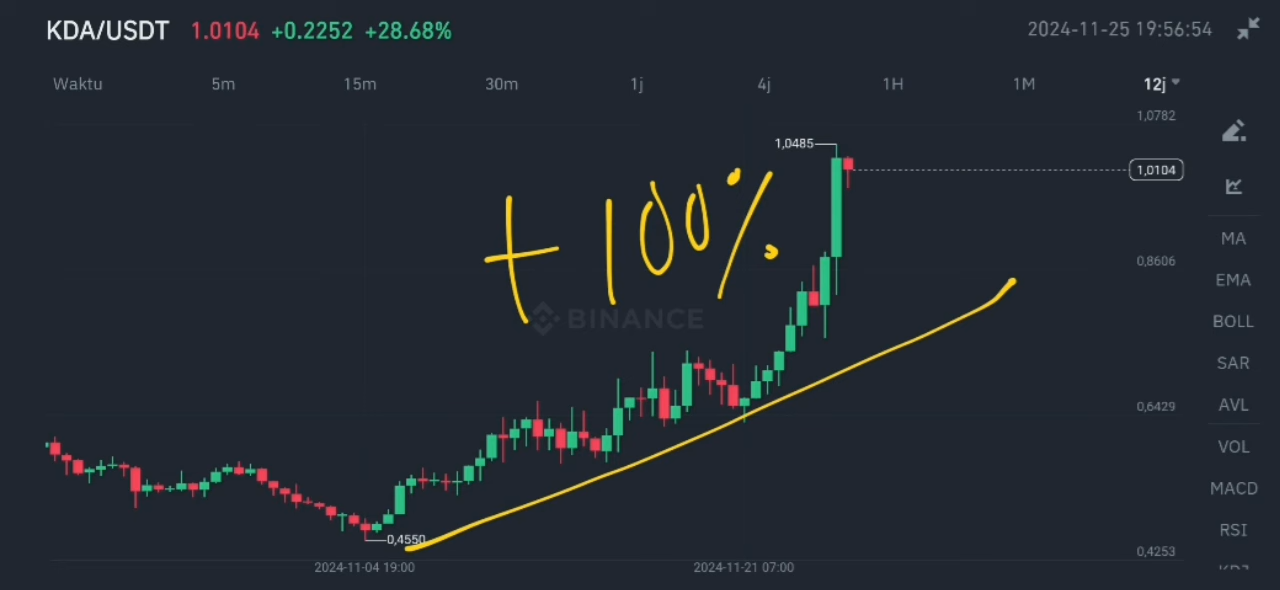 KDA/USDT 1.0104 +0.2252 +28.68% 2024-11-25 19:56:54
Waktu 5m 15m 30m 1j 4j 1H 1M 12j
1,0782
1,0485
1,0104
+100%
MA
0,8606
EMA
BINANCE
BOLL
SAR
0,6429
AVL
VOL
MACD
RSI
0,4550
0,4253
2024-11-04 19:00 2024-11-21 07:00